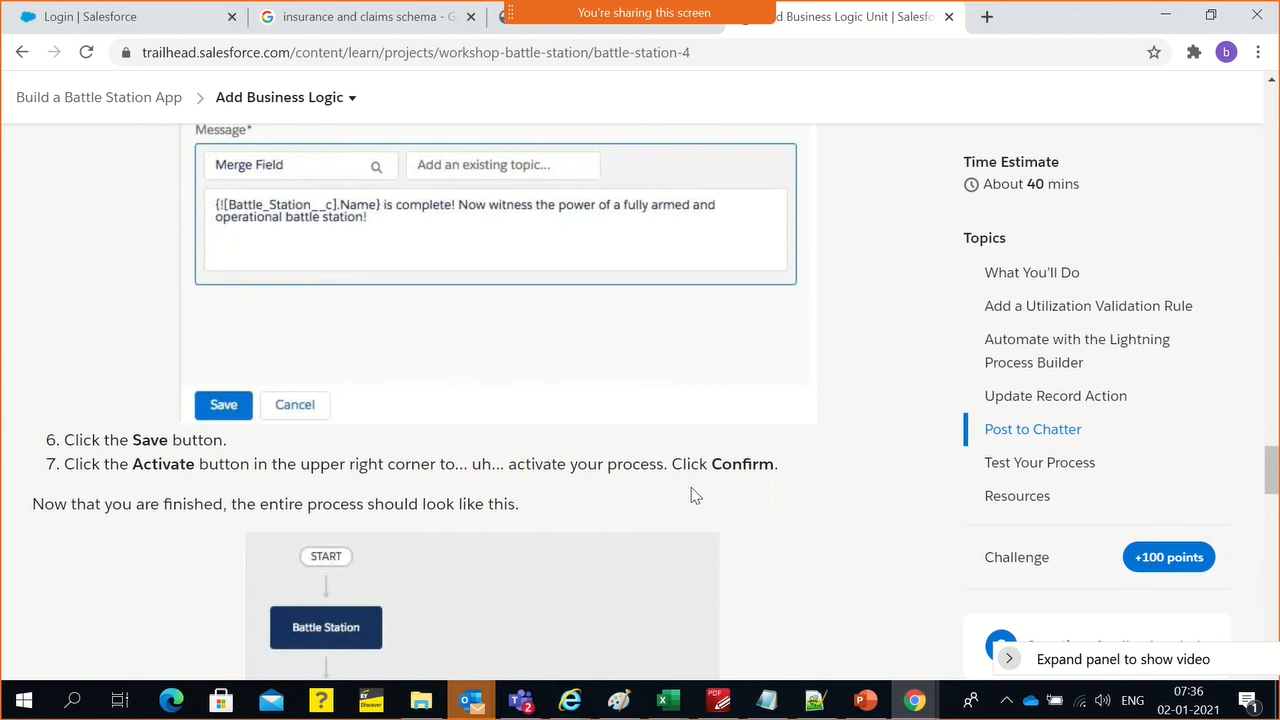 Login | Salesforce
insurance and claims schema - G
You're sharing this screen
d Business Logic Unit | Salesfo
trailhead.salesforce.com/content/learn/projects/workshop-battle-station/battle-station-4
b
Build a Battle Station App
Add Business Logic
Message*
Merge Field
Add an existing topic...
{![Battle_Station__c].Name} is complete! Now witness the power of a fully armed and
operational battle station!
Save
Cancel
6. Click the Save button.
7. Click the Activate button in the upper right corner to... uh... activate your process. Click Confirm.
Now that you are finished, the entire process should look like this.
START
Battle Station
Time Estimate
About 40 mins
Topics
What You'll Do
Add a Utilization Validation Rule
Automate with the Lightning
Process Builder
Update Record Action
Post to Chatter
Test Your Process
Resources
Challenge
+100 points
Expand panel to show video
EY
Discover
2
PDF
ENG
07:36
02-01-2021
1